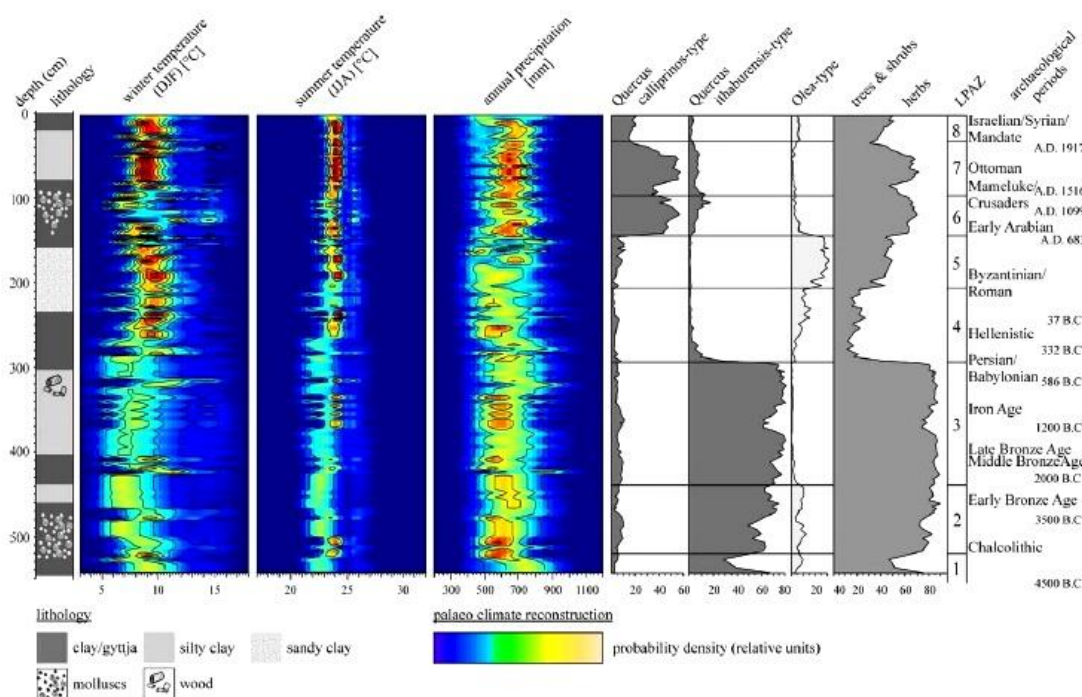 depth (cm)
lithology
winter temperature
(DJF) [°C]
summer temperature
(JJA) [°C]
annual precipitation
[mm]
Quercus
calliprinos-type
Quercus
ithaburensis-type
Olea-type
trees & shrubs
herbs
LPAZ
archaeological
periods
0
100
200
300
400
500
8
7
6
5
4
3
2
1
Israelian/Syrian/
Mandate
A.D. 1917
Ottoman
Mameluke/
A.D. 1516
Crusaders
A.D. 1099
Early Arabian
A.D. 683
Byzantinian/
Roman
37 B.C
Hellenistic
332 B.C
Persian/
Babylonian
586 B.C
Iron Age
1200 B.C
Late Bronze Age
Middle BronzeAge
2000 B.C
Early Bronze Age
3500 B.C
Chalcolithic
4500 B.C
5 10 15
20 25 30
200 500 700 900 1100
20 40 60
20 40 60 80
20
40 20 40 60 80
lithology
clay/gyttja
silty clay
sandy clay
molluscs
wood
palaeo climate reconstruction
probability density (relative units)